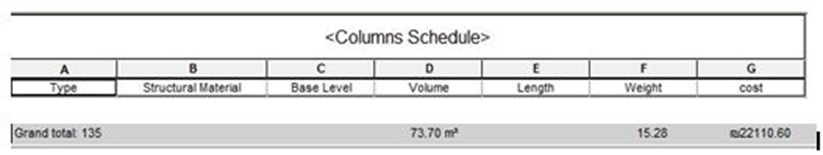 <Columns Schedule>
A B C D E F G
Type Structural Material Base Level Volume Length Weight cost
Grand total: 135 73.70 m³ 15.28 ₪22110.60